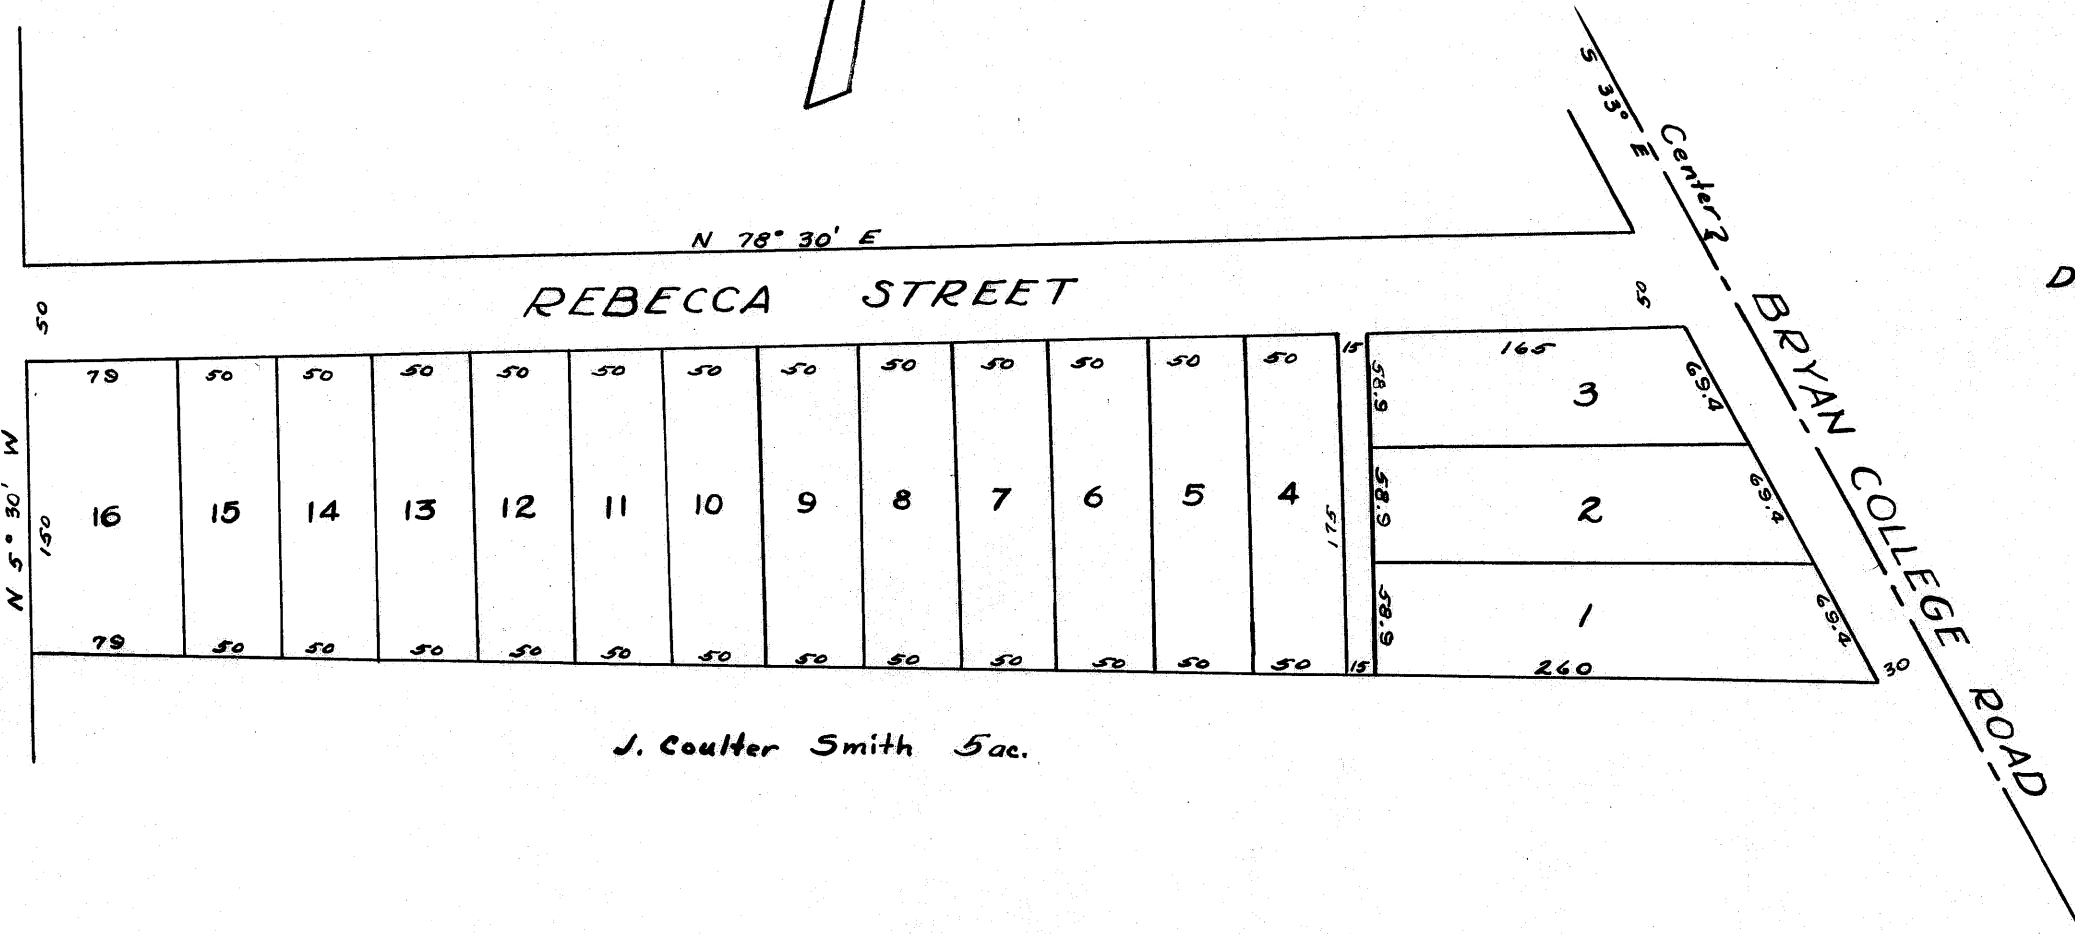 S 33° E
Center
N 78° 30' E
REBECCA STREET
50
50
BRYAN COLLEGE ROAD
D
79 50 50 50 50 50 50 50 50 50 50 50 50 15 165
58.9 3 69.4
N 5° 30' W
150
16 15 14 13 12 11 10 9 8 7 6 5 4
175
58.9 2 69.4
58.9 1 69.4
79 50 50 50 50 50 50 50 50 50 50 50 50 15 260 30
J. Coulter Smith 5 ac.